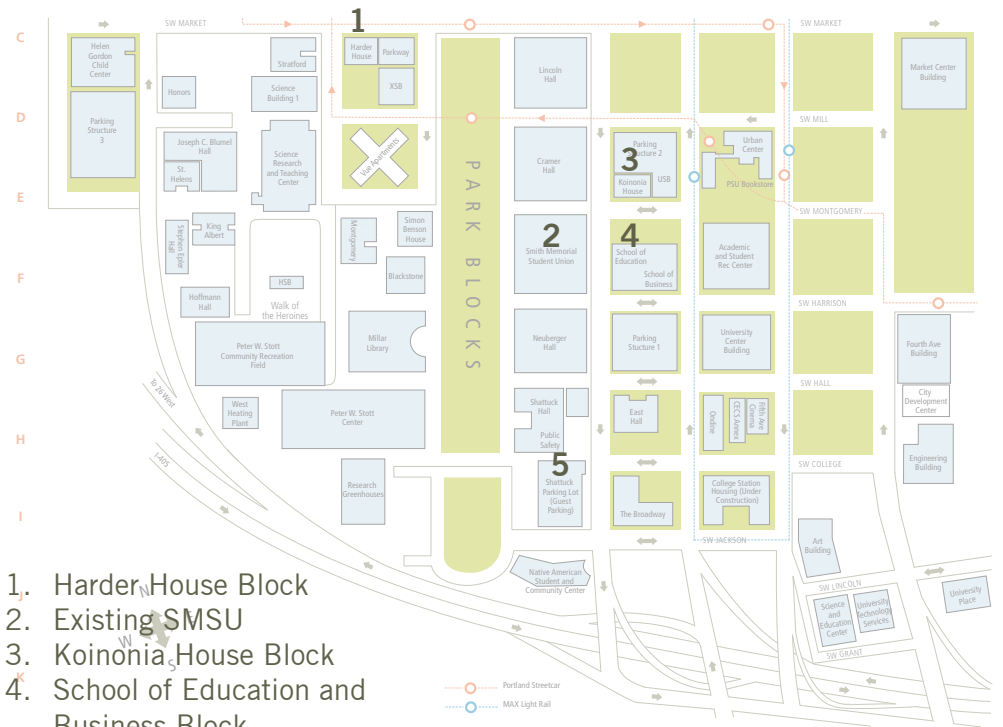 SW MARKET
1
SW MARKET
C
Helen
Gordon
Child
Center
Stratford
Harder
House
Parkway
XSB
Lincoln
Hall
Market Center
Building
Honors
Science
Building 1
D
Parking
Structure
3
SW MILL
Joseph C. Blumel
Hall
St.
Helens
Science
Research
and Teaching
Center
Vue Apartments
PARK BLOCKS
Cramer
Hall
Parking
Structure 2
3
Koinonia
House
USB
Urban
Center
PSU Bookstore
E
SW MONTGOMERY
Stephen Epler
Hall
King
Albert
Montgomery
Simon
Benson
House
2
Smith Memorial
Student Union
4
School of
Education
School of
Business
Academic
and Student
Rec Center
F
Blackstone
HSB
Hoffmann
Hall
Walk of
the Heroines
SW HARRISON
Peter W. Stott
Community Recreation
Field
Millar
Library
Neuberger
Hall
Parking
Stucture 1
University
Center
Building
Fourth Ave
Building
G
SW HALL
To 26 West
West
Heating
Plant
Peter W. Stott
Center
Shattuck
Hall
Public
Safety
East
Hall
Ondine
CECS Annex
Fifth Ave
Cinema
City
Development
Center
H
I-405
Engineering
Building
SW COLLEGE
5
Research
Greenhouses
Shattuck
Parking Lot
(Guest
Parking)
The Broadway
College Station
Housing (Under
Construction)
I
SW JACKSON
Art
Building
Native American
Student and
Community Center
SW LINCOLN
Science
and
Education
Center
University
Technology
Services
University
Place
SW GRANT
J
K
N
W
E
S
1. Harder House Block
2. Existing SMSU
3. Koinonia House Block
4. School of Education and
Business Block
Portland Streetcar
MAX Light Rail